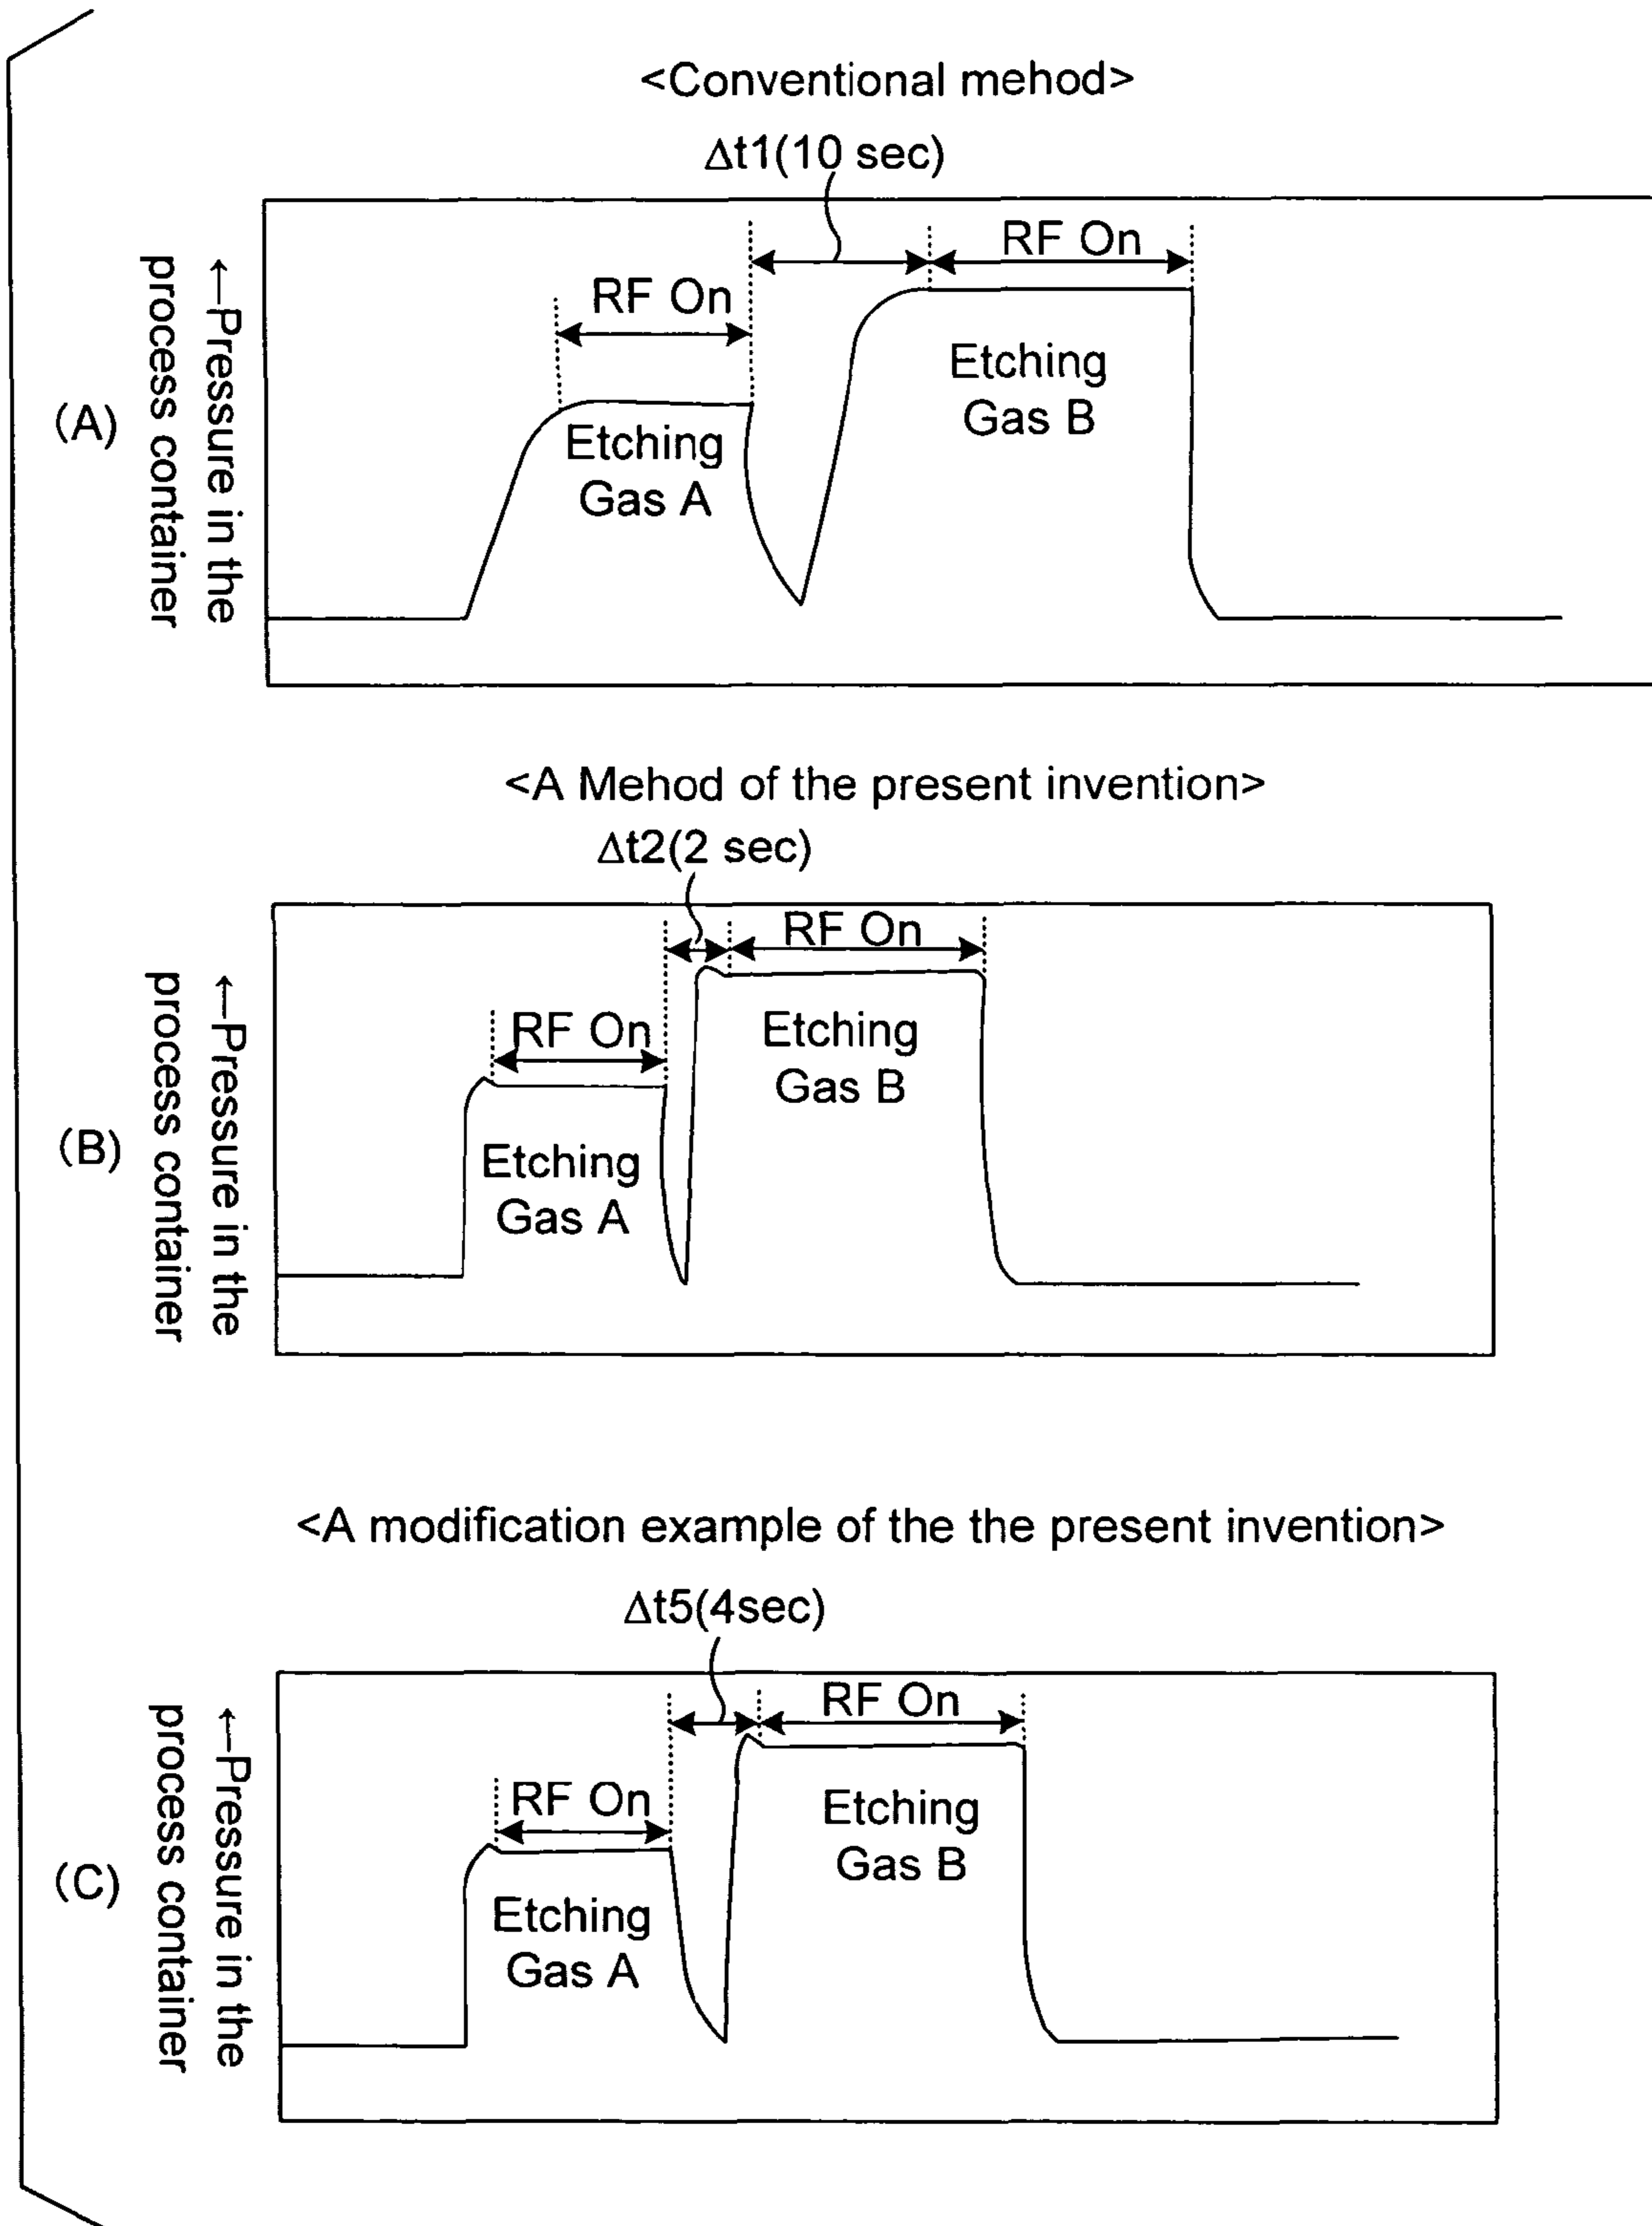 <Conventional mehod>
Δt1(10 sec)
RF On
RF On
Etching
Gas A
Etching
Gas B
(A)
←Pressure in the
process container
<A Mehod of the present invention>
Δt2(2 sec)
RF On
RF On
Etching
Gas A
Etching
Gas B
(B)
←Pressure in the
process container
<A modification example of the the present invention>
Δt5(4sec)
RF On
RF On
Etching
Gas A
Etching
Gas B
(C)
←Pressure in the
process container